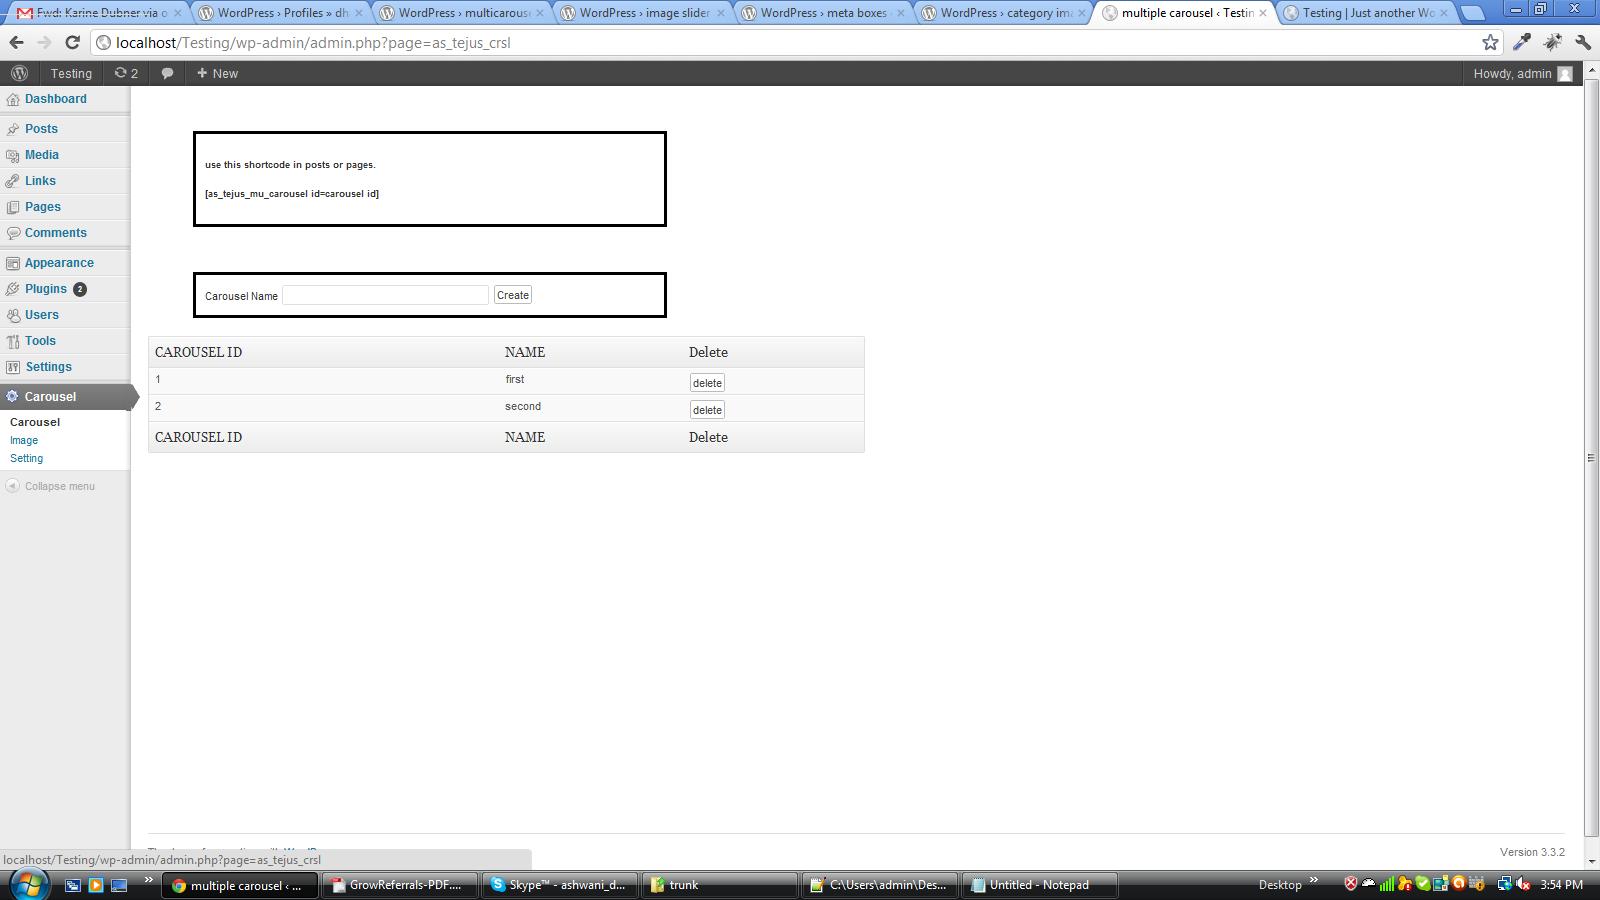 Fwd: Karine Dubner via o
WordPress › Profiles » dh
WordPress › multicarouse
WordPress › image slider
WordPress › meta boxes
WordPress › category ima
multiple carousel ‹ Testin
Testing | Just another Wo
localhost/Testing/wp-admin/admin.php?page=as_tejus_crsl
Testing
2
+ New
Howdy, admin
Dashboard
Posts
Media
Links
Pages
Comments
Appearance
Plugins 2
Users
Tools
Settings
Carousel
Carousel
Image
Setting
Collapse menu
use this shortcode in posts or pages.
[as_tejus_mu_carousel id=carousel id]
Carousel Name
Create
CAROUSEL ID NAME Delete
1 first delete
2 second delete
CAROUSEL ID NAME Delete
Version 3.3.2
localhost/Testing/wp-admin/admin.php?page=as_tejus_crsl
multiple carousel ‹ ...
GrowReferrals-PDF....
Skype™ - ashwani_d...
trunk
C:\Users\admin\Des...
Untitled - Notepad
Desktop
3:54 PM